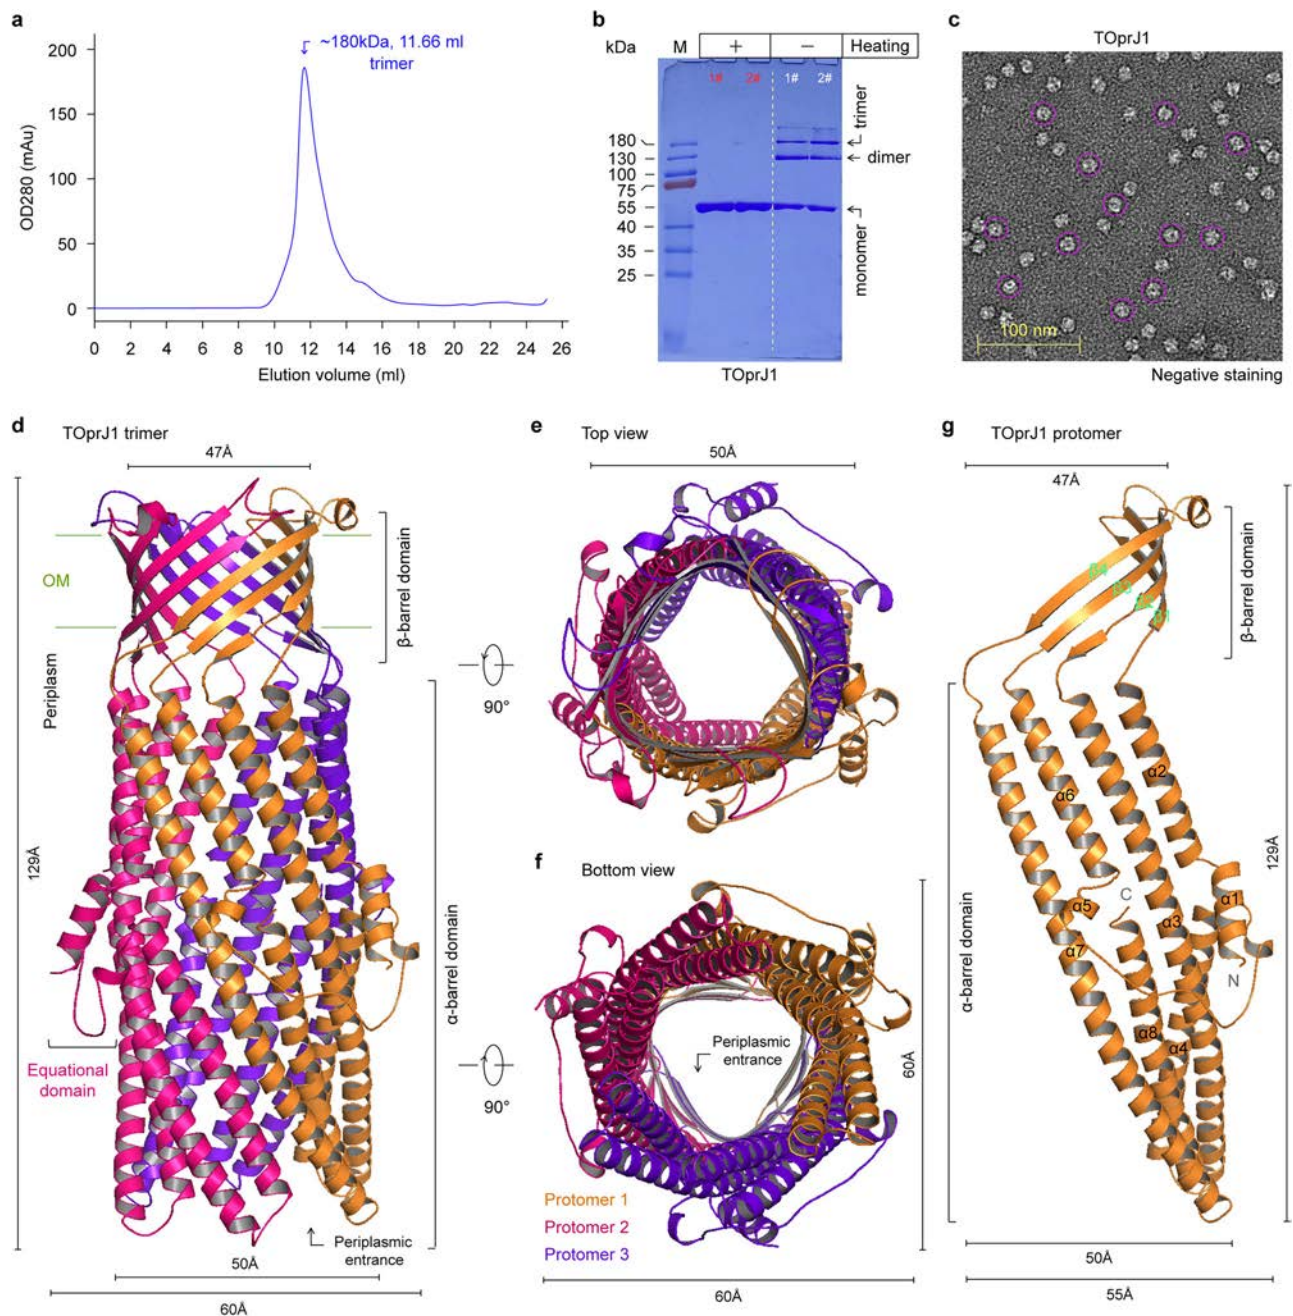 a
~180kDa, 11.66 ml
trimer
200
150
100
50
0
OD280 (mAu)
0 2 4 6 8 10 12 14 16 18 20 22 24 26
Elution volume (ml)
b
kDa M + − Heating
1# 2# 1# 2#
180
130
100
75
55
40
35
25
trimer
dimer
monomer
TOprJ1
c
TOprJ1
100 nm
Negative staining
d
TOprJ1 trimer
47Å
OM
Periplasm
129Å
β-barrel domain
α-barrel domain
Equational
domain
Periplasmic
entrance
50Å
60Å
90°
90°
e
Top view
50Å
f
Bottom view
Periplasmic
entrance
60Å
Protomer 1
Protomer 2
Protomer 3
60Å
g
TOprJ1 protomer
47Å
β4
β3
β2
β1
β-barrel domain
α2
α6
C
α5
α1
α3
α7
N
α8
α4
α-barrel domain
129Å
50Å
55Å